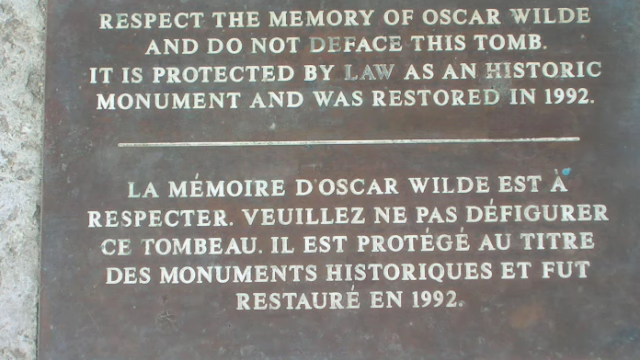 RESPECT THE MEMORY OF OSCAR WILDE
AND DO NOT DEFACE THIS TOMB.
IT IS PROTECTED BY LAW AS AN HISTORIC
MONUMENT AND WAS RESTORED IN 1992.
LA MÉMOIRE D'OSCAR WILDE EST À
RESPECTER. VEUILLEZ NE PAS DÉFIGURER
CE TOMBEAU. IL EST PROTÉGÉ AU TITRE
DES MONUMENTS HISTORIQUES ET FUT
RESTAURÉ EN 1992.